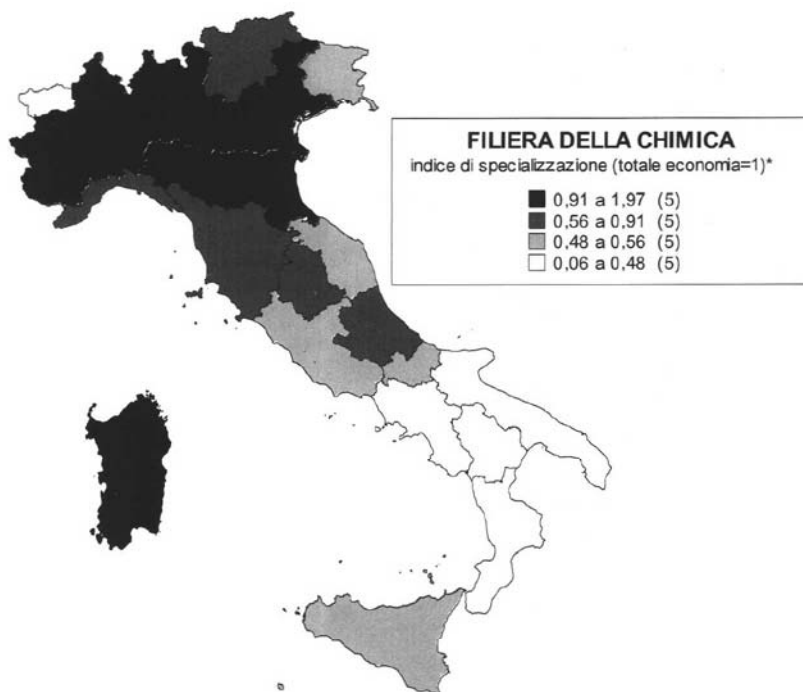 FILIERA DELLA CHIMICA
indice di specializzazione (totale economia=1)*
0,91 a 1,97 (5)
0,56 a 0,91 (5)
0,48 a 0,56 (5)
0,06 a 0,48 (5)